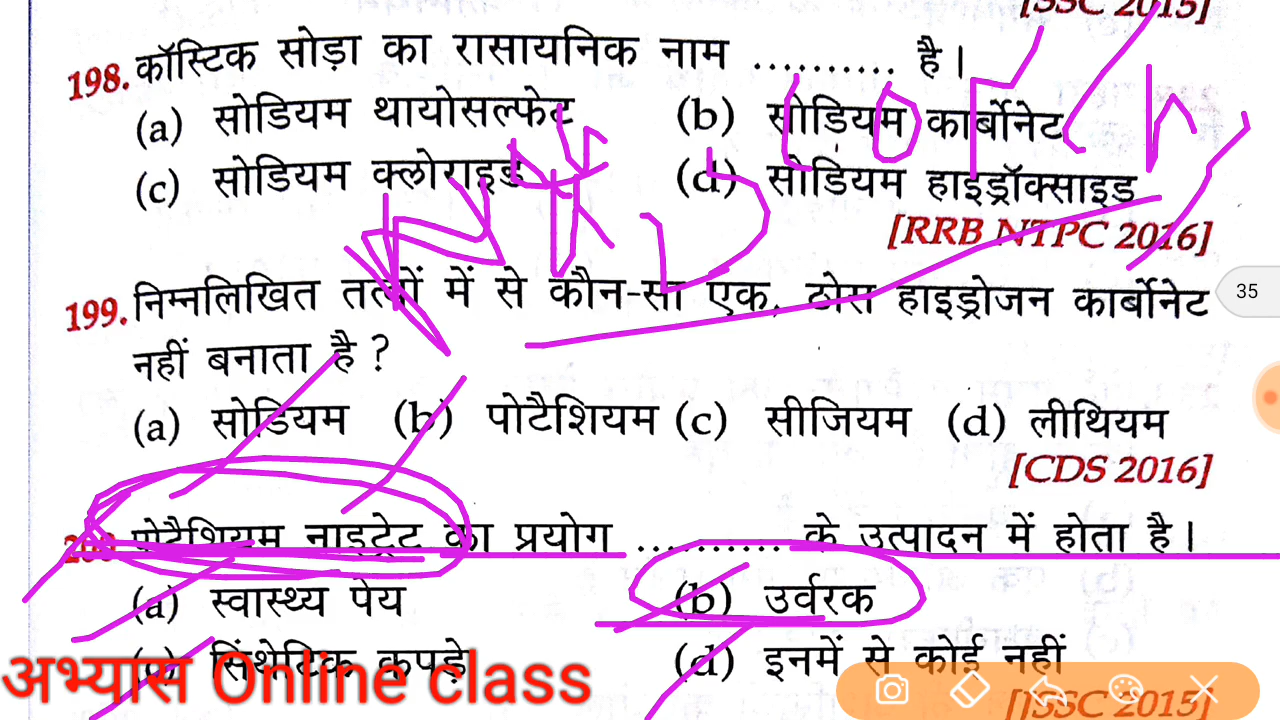 [SSC 2015]
198. कॉस्टिक सोड़ा का रासायनिक नाम .......... है।
(a) सोडियम थायोसल्फेट (b) सोडियम कार्बोनेट
(c) सोडियम क्लोराइड (d) सोडियम हाइड्रॉक्साइड
[RRB NTPC 2016]
199. निम्नलिखित तत्वों में से कौन-सा एक, ठोस हाइड्रोजन कार्बोनेट
35
नहीं बनाता है ?
(a) सोडियम (b) पोटैशियम (c) सीजियम (d) लीथियम
[CDS 2016]
200. पोटैशियम नाइट्रेट का प्रयोग .......... के उत्पादन में होता है।
(a) स्वास्थ्य पेय (b) उर्वरक
(c) सिंथेटिक कपड़े (d) इनमें से कोई नहीं
अभ्यास Online class
[SSC 2015]